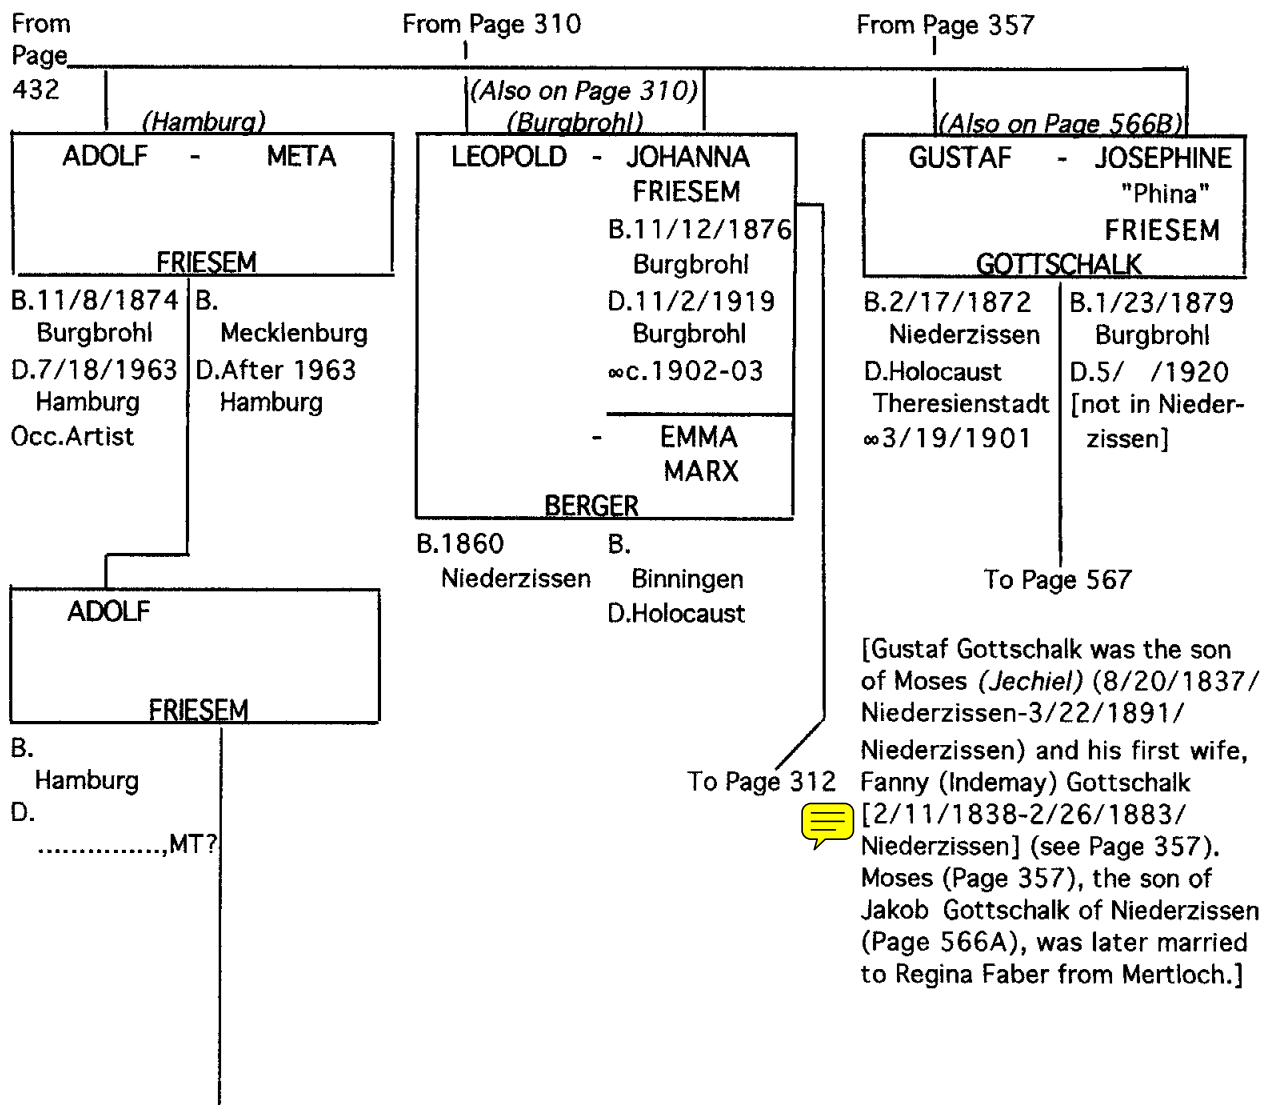 From
Page
432
From Page 310
From Page 357
(Hamburg)
ADOLF - META
FRIESEM
B.11/8/1874
Burgbrohl
D.7/18/1963
Hamburg
Occ.Artist
B.
Mecklenburg
D.After 1963
Hamburg
ADOLF
FRIESEM
B.
Hamburg
D.
...............,MT?
(Also on Page 310)
(Burgbrohl)
LEOPOLD - JOHANNA
FRIESEM
B.11/12/1876
Burgbrohl
D.11/2/1919
Burgbrohl
∞c.1902-03
- EMMA
MARX
BERGER
B.1860
Niederzissen
B.
Binningen
D.Holocaust
To Page 312
(Also on Page 566B)
GUSTAF - JOSEPHINE
"Phina"
FRIESEM
GOTTSCHALK
B.2/17/1872
Niederzissen
D.Holocaust
Theresienstadt
∞3/19/1901
B.1/23/1879
Burgbrohl
D.5/ /1920
[not in Nieder-
zissen]
To Page 567
[Gustaf Gottschalk was the son
of Moses (Jechiel) (8/20/1837/
Niederzissen-3/22/1891/
Niederzissen) and his first wife,
Fanny (Indemay) Gottschalk
[2/11/1838-2/26/1883/
Niederzissen] (see Page 357).
Moses (Page 357), the son of
Jakob Gottschalk of Niederzissen
(Page 566A), was later married
to Regina Faber from Mertloch.]